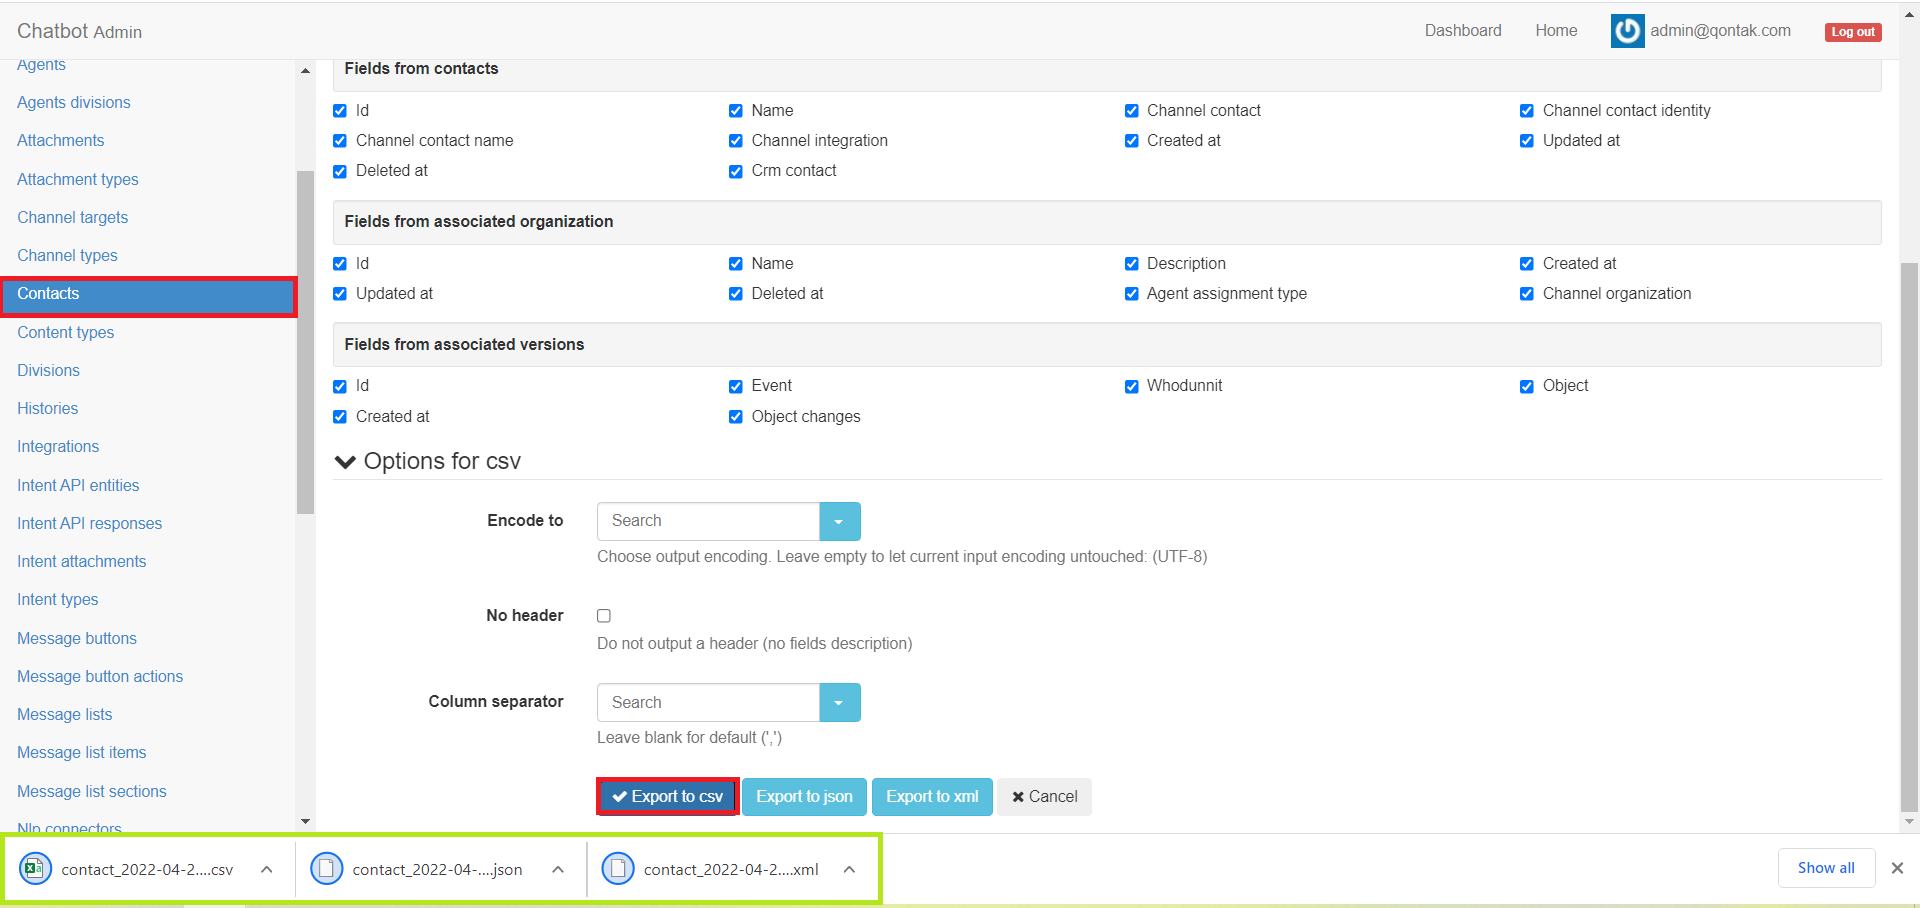 Chatbot Admin
Dashboard
Home
admin@qontak.com
Log out
Agents
Agents divisions
Attachments
Attachment types
Channel targets
Channel types
Contacts
Content types
Divisions
Histories
Integrations
Intent API entities
Intent API responses
Intent attachments
Intent types
Message buttons
Message button actions
Message lists
Message list items
Message list sections
Nlp connectors
Fields from contacts
Id
Name
Channel contact
Channel contact identity
Channel contact name
Channel integration
Created at
Updated at
Deleted at
Crm contact
Fields from associated organization
Id
Name
Description
Created at
Updated at
Deleted at
Agent assignment type
Channel organization
Fields from associated versions
Id
Event
Whodunnit
Object
Created at
Object changes
Options for csv
Encode to
Search
Choose output encoding. Leave empty to let current input encoding untouched: (UTF-8)
No header
Do not output a header (no fields description)
Column separator
Search
Leave blank for default (',')
Export to csv
Export to json
Export to xml
Cancel
contact_2022-04-2....csv
contact_2022-04-....json
contact_2022-04-2....xml
Show all